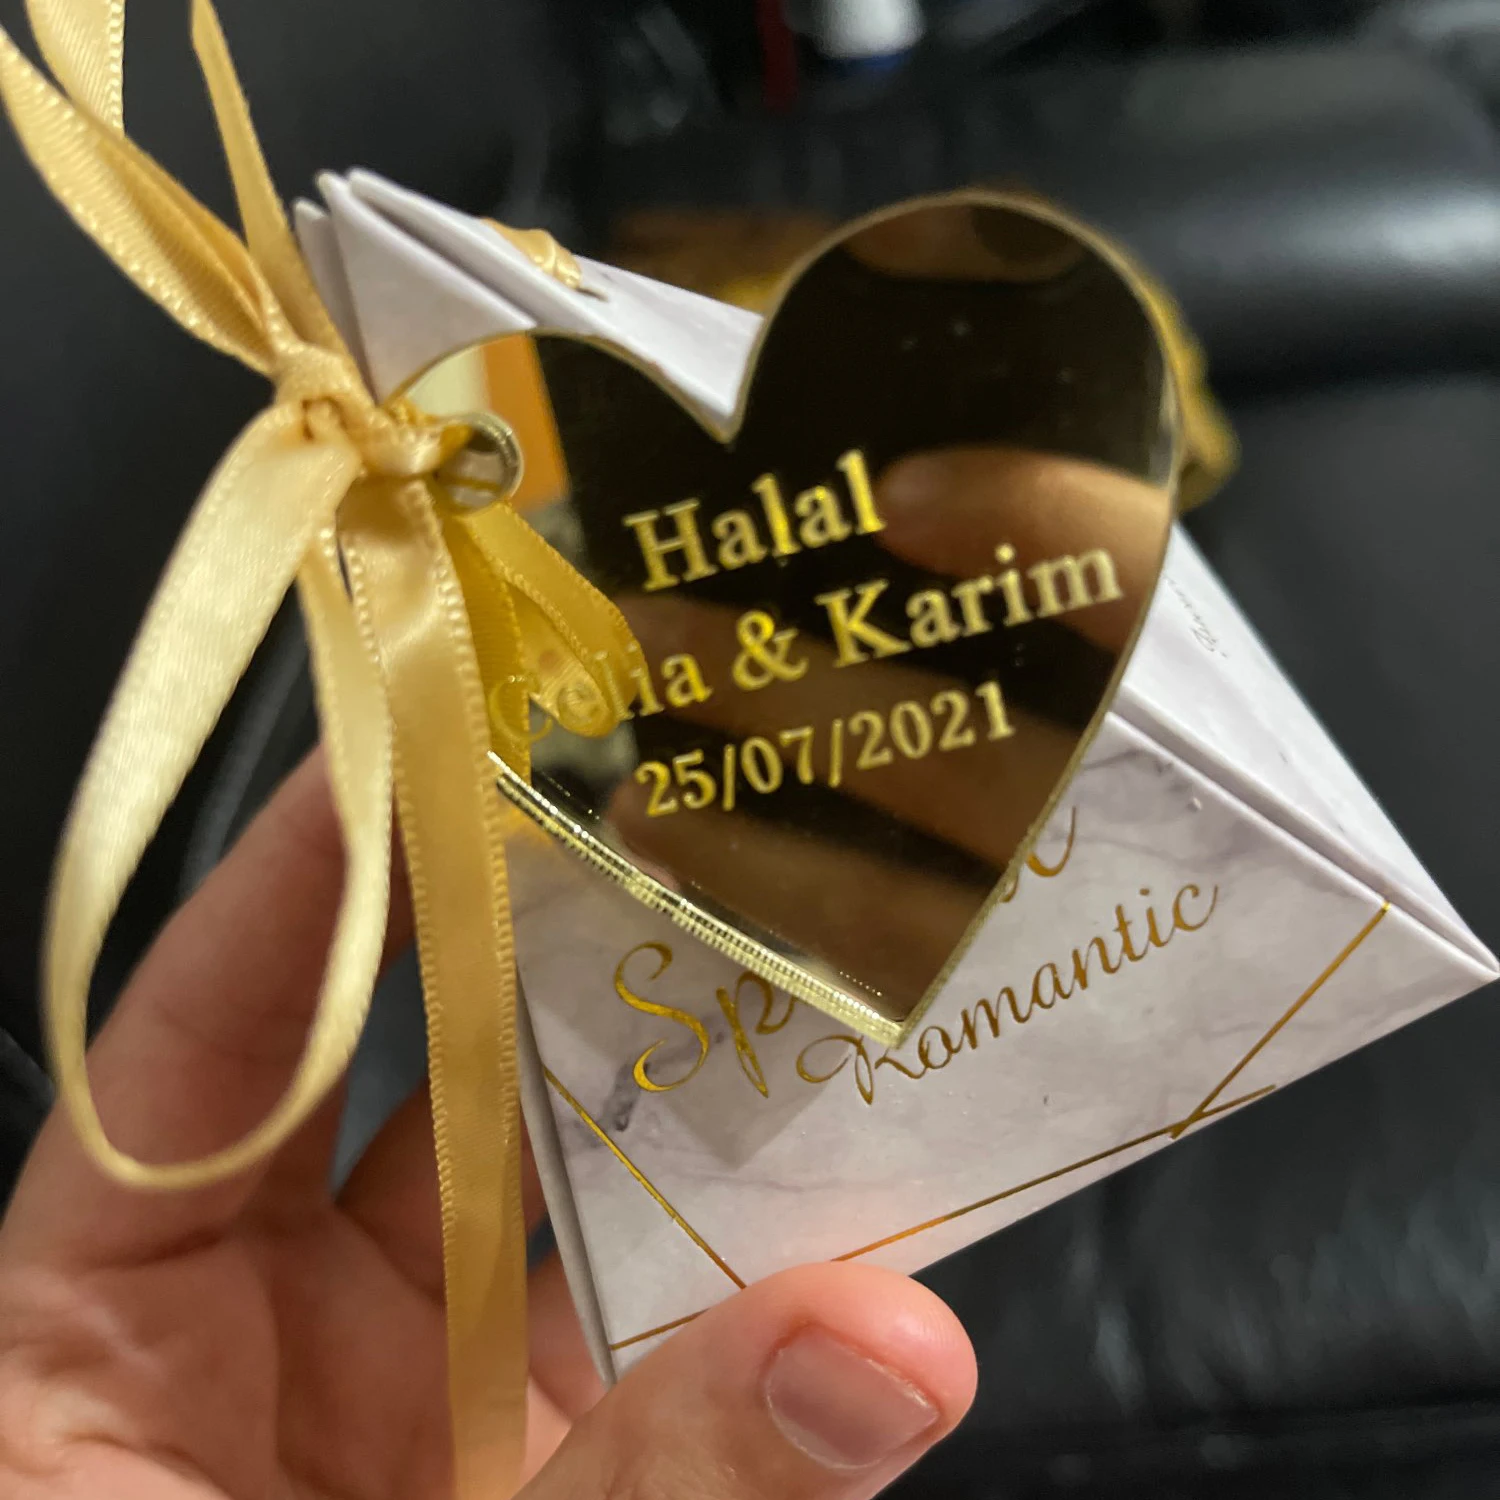 Halal
Celia & Karim
25/07/2021
Romantic